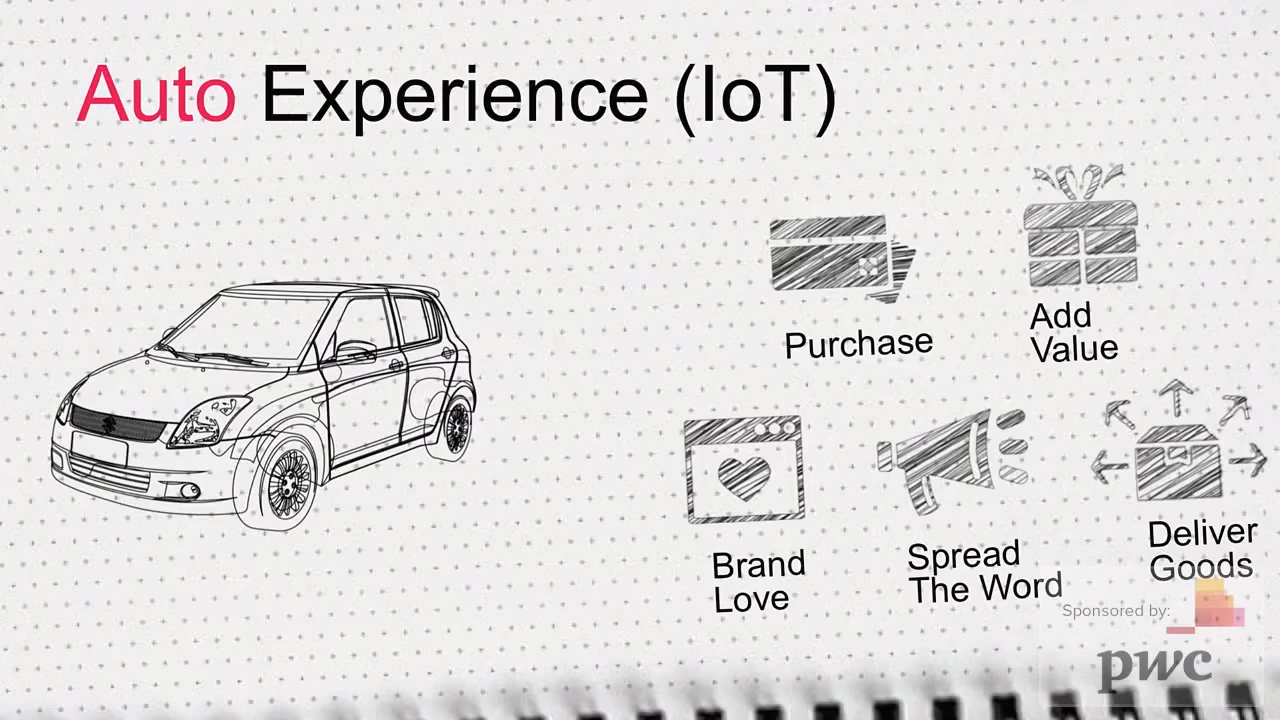 Auto Experience (IoT)
Purchase
Add
Value
Brand
Love
Spread
The Word
Deliver
Goods
Sponsored by:
pwc